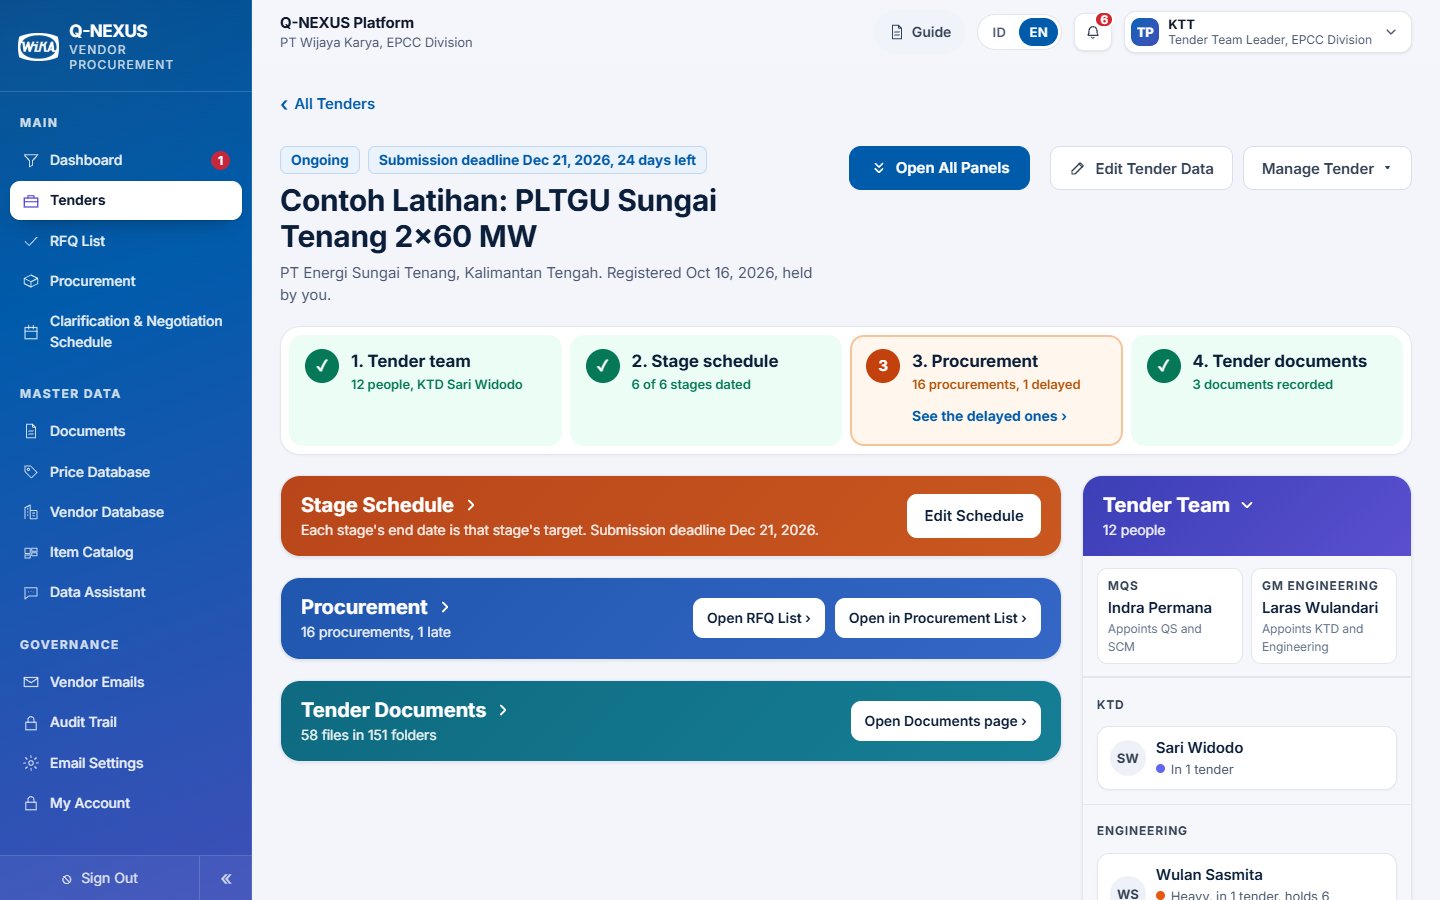 WIKA
Q-NEXUS
VENDOR
PROCUREMENT
MAIN
Dashboard
1
Tenders
RFQ List
Procurement
Clarification & Negotiation
Schedule
MASTER DATA
Documents
Price Database
Vendor Database
Item Catalog
Data Assistant
GOVERNANCE
Vendor Emails
Audit Trail
Email Settings
My Account
Sign Out
«
Q-NEXUS Platform
PT Wijaya Karya, EPCC Division
Guide
ID EN
6
TP
KTT
Tender Team Leader, EPCC Division
‹ All Tenders
Ongoing
Submission deadline Dec 21, 2026, 24 days left
Contoh Latihan: PLTGU Sungai
Tenang 2×60 MW
PT Energi Sungai Tenang, Kalimantan Tengah. Registered Oct 16, 2026, held
by you.
Open All Panels
Edit Tender Data
Manage Tender
1. Tender team
12 people, KTD Sari Widodo
2. Stage schedule
6 of 6 stages dated
3
3. Procurement
16 procurements, 1 delayed
See the delayed ones ›
4. Tender documents
3 documents recorded
Stage Schedule
Each stage's end date is that stage's target. Submission deadline Dec 21, 2026.
Edit Schedule
Procurement
16 procurements, 1 late
Open RFQ List ›
Open in Procurement List ›
Tender Documents
58 files in 151 folders
Open Documents page ›
Tender Team
12 people
MQS
Indra Permana
Appoints QS and
SCM
GM ENGINEERING
Laras Wulandari
Appoints KTD and
Engineering
KTD
SW
Sari Widodo
In 1 tender
ENGINEERING
WS
Wulan Sasmita
Heavy, in 1 tender, holds 6